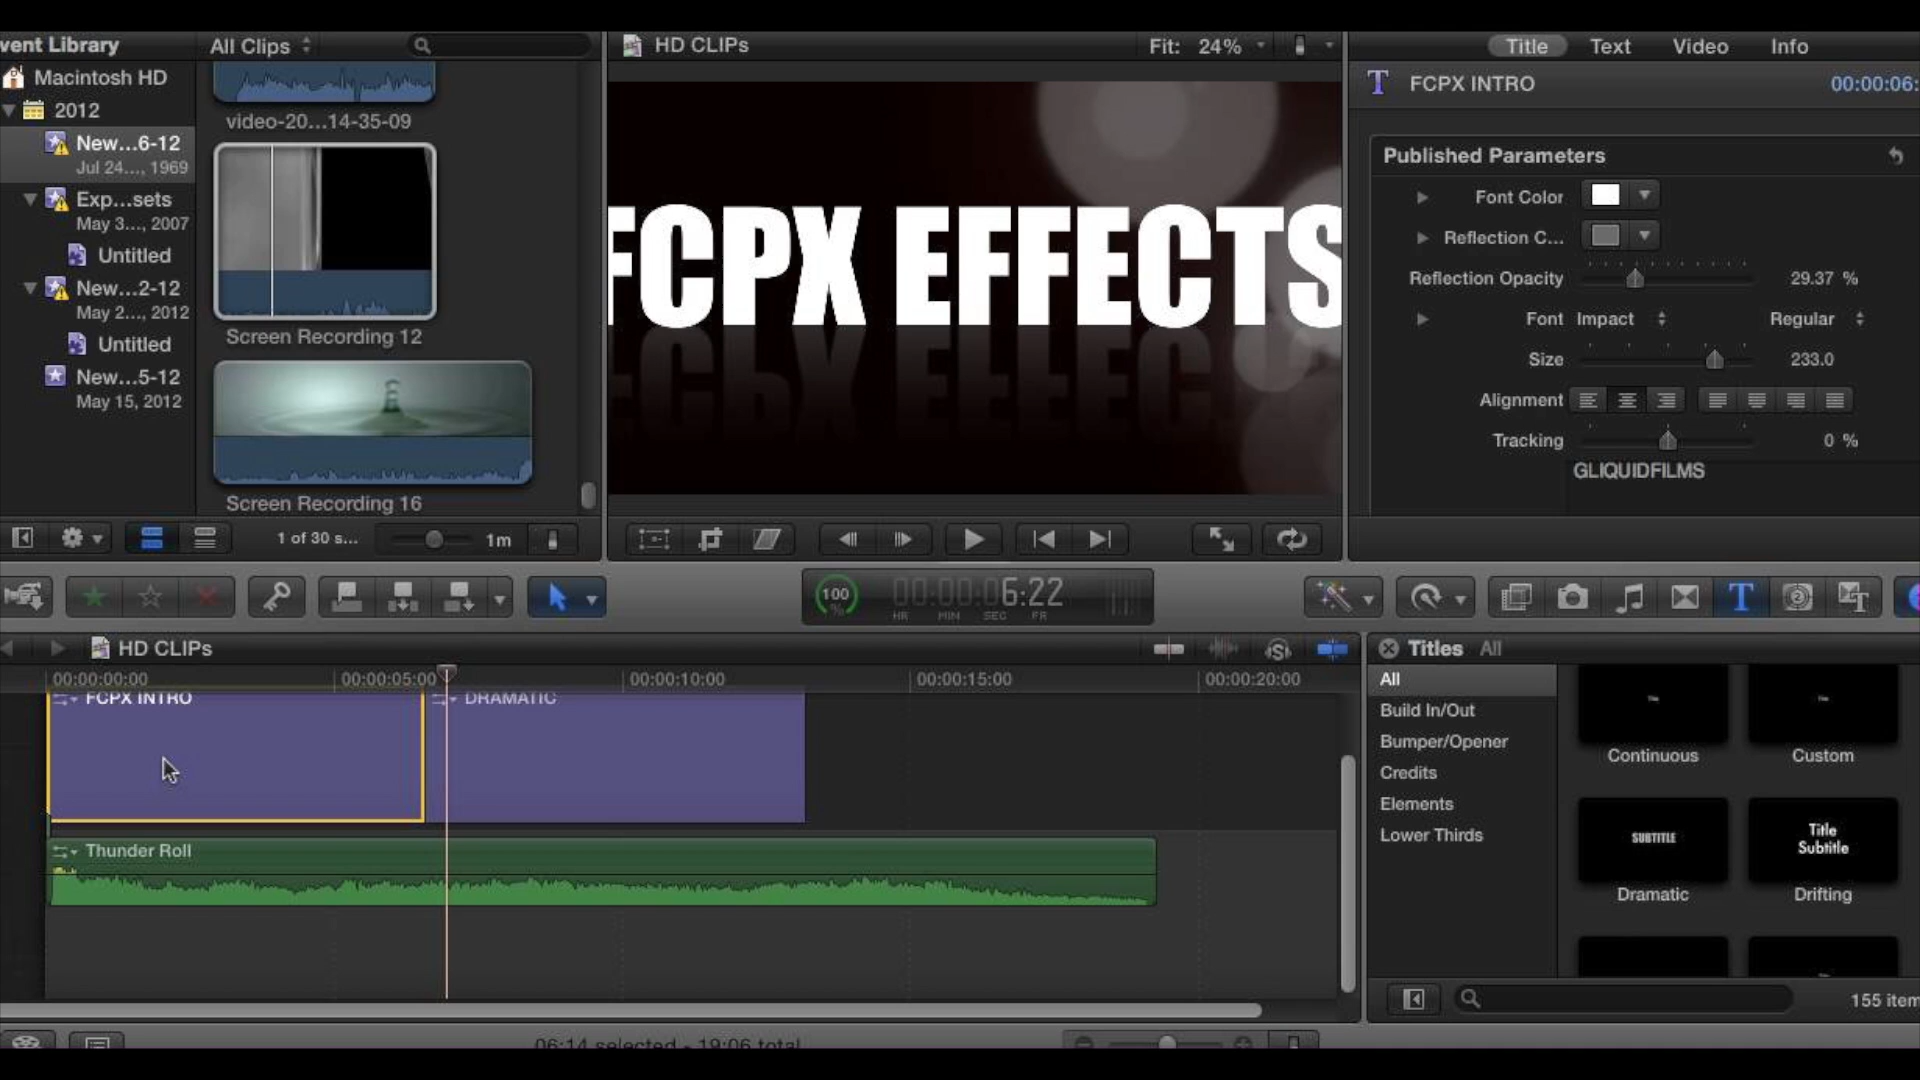 vent Library
All Clips
Macintosh HD
2012
New...6-12
Jul 24..., 1969
Exp...sets
May 3..., 2007
Untitled
New...2-12
May 2..., 2012
Untitled
New...5-12
May 15, 2012
video-20...14-35-09
Screen Recording 12
Screen Recording 16
1 of 30 s...
1m
HD CLIPs
Fit: 24%
FCPX EFFECTS
Title Text Video Info
T FCPX INTRO 00:00:06:
Published Parameters
Font Color
Reflection C...
Reflection Opacity 29.37 %
Font Impact Regular
Size 233.0
Alignment
Tracking 0 %
GLIQUIDFILMS
100 %
00:00:06:22
HR MIN SEC FR
HD CLIPs
00:00:00:00 00:00:05:00 00:00:10:00 00:00:15:00 00:00:20:00
FCPX INTRO
DRAMATIC
Thunder Roll
06:14 selected - 19:06 total
Titles All
All
Build In/Out
Bumper/Opener
Credits
Elements
Lower Thirds
Continuous
Custom
SUBTITLE
Dramatic
Title
Subtitle
Drifting
155 item